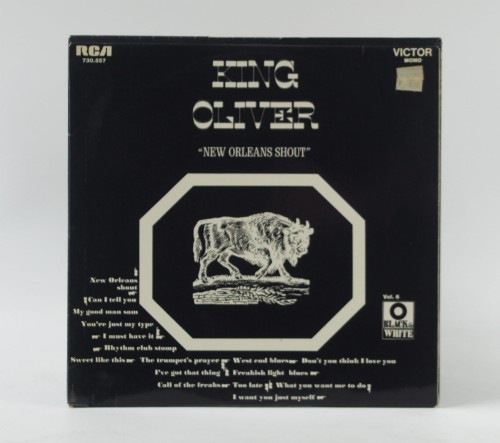 RCA
730.557
VICTOR
MONO
KING
OLIVER
"NEW ORLEANS SHOUT"
New Orleans
shout
Can I tell you
My good man sam
You're just my type
I must have it
Rhythm club stomp
Sweet like this The trumpet's prayer West end blues Don't you think I love you
I've got that thing Freakish light blues
Call of the freaks Too late What you want me to do
I want you just myself
Vol. 6
BLACK &
WHITE